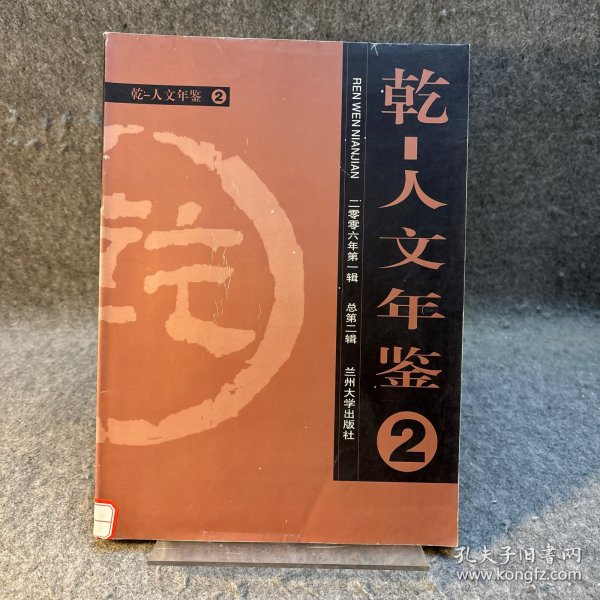 乾-人文年鉴 2
乾
乾-人文年鉴
2
REN WEN NIANJIAN
二零零六年第一辑
总第二辑
兰州大学出版社
孔夫子旧书网
www.kongfz.com